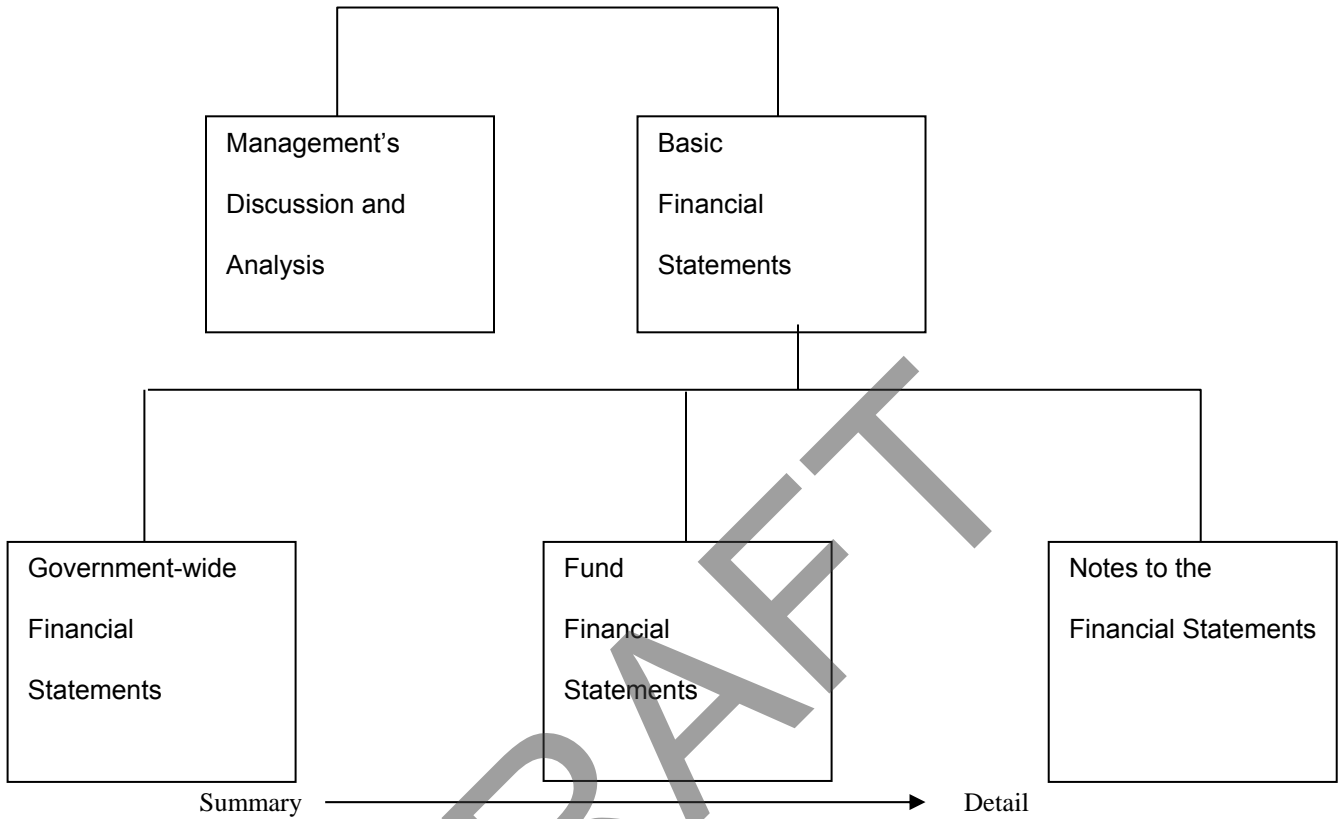 Management’s
Discussion and
Analysis
Basic
Financial
Statements
Government-wide
Financial
Statements
Fund
Financial
Statements
Notes to the
Financial Statements
Summary
Detail
DRAFT